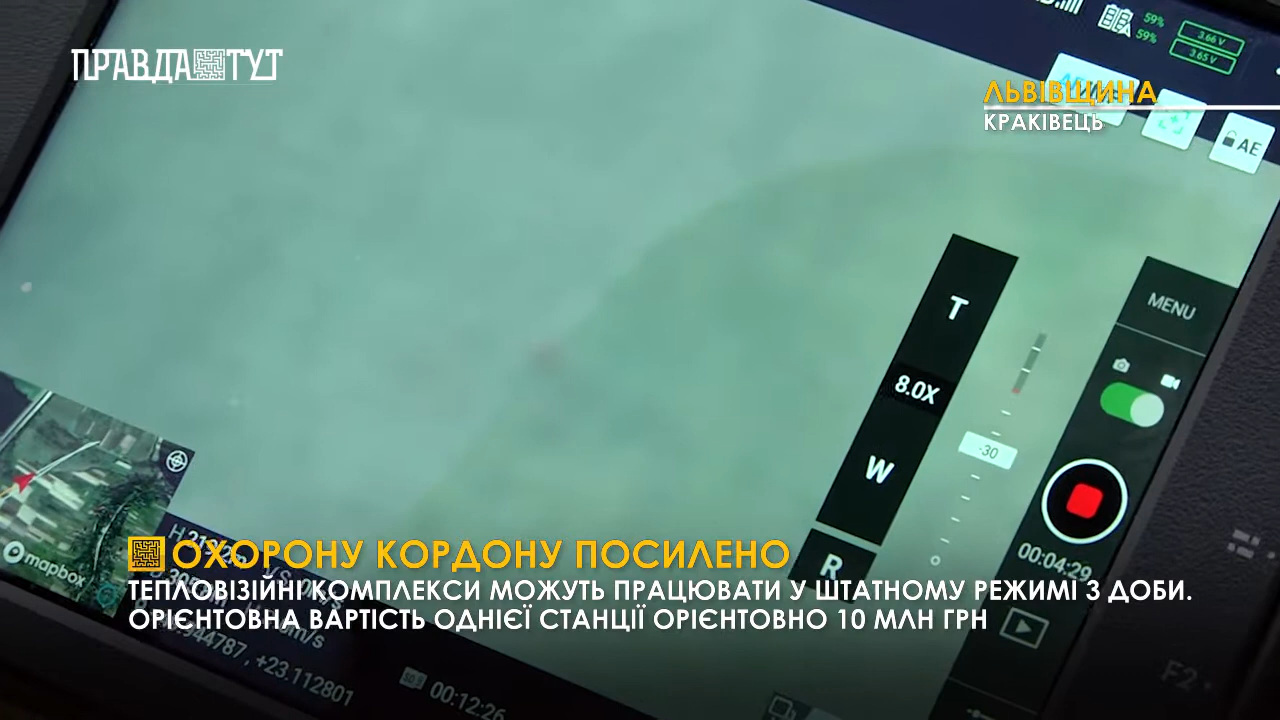 ПРАВДА ТУТ
59%
59%
3.66 V
3.65 V
ЛЬВІВЩИНА
КРАКІВЕЦЬ
AE
T
MENU
8.0X
-30
W
R
00:04:29
mapbox
ОХОРОНУ КОРДОНУ ПОСИЛЕНО
ТЕПЛОВІЗІЙНІ КОМПЛЕКСИ МОЖУТЬ ПРАЦЮВАТИ У ШТАТНОМУ РЕЖИМІ 3 ДОБИ.
ОРІЄНТОВНА ВАРТІСТЬ ОДНІЄЇ СТАНЦІЇ ОРІЄНТОВНО 10 МЛН ГРН
944787 , +23.112801
00:12:26
F2